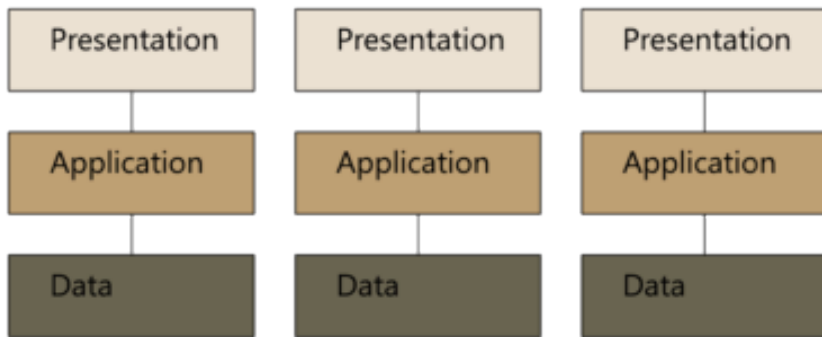 Presentation
Presentation
Presentation
Application
Application
Application
Data
Data
Data